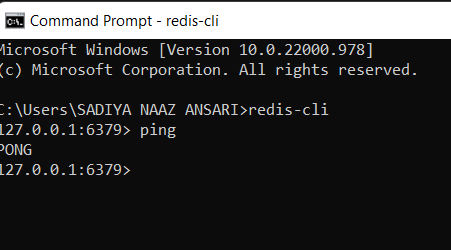 Command Prompt - redis-cli
Microsoft Windows [Version 10.0.22000.978]
(c) Microsoft Corporation. All rights reserved.
C:\Users\SADIYA NAAZ ANSARI>redis-cli
127.0.0.1:6379> ping
PONG
127.0.0.1:6379>